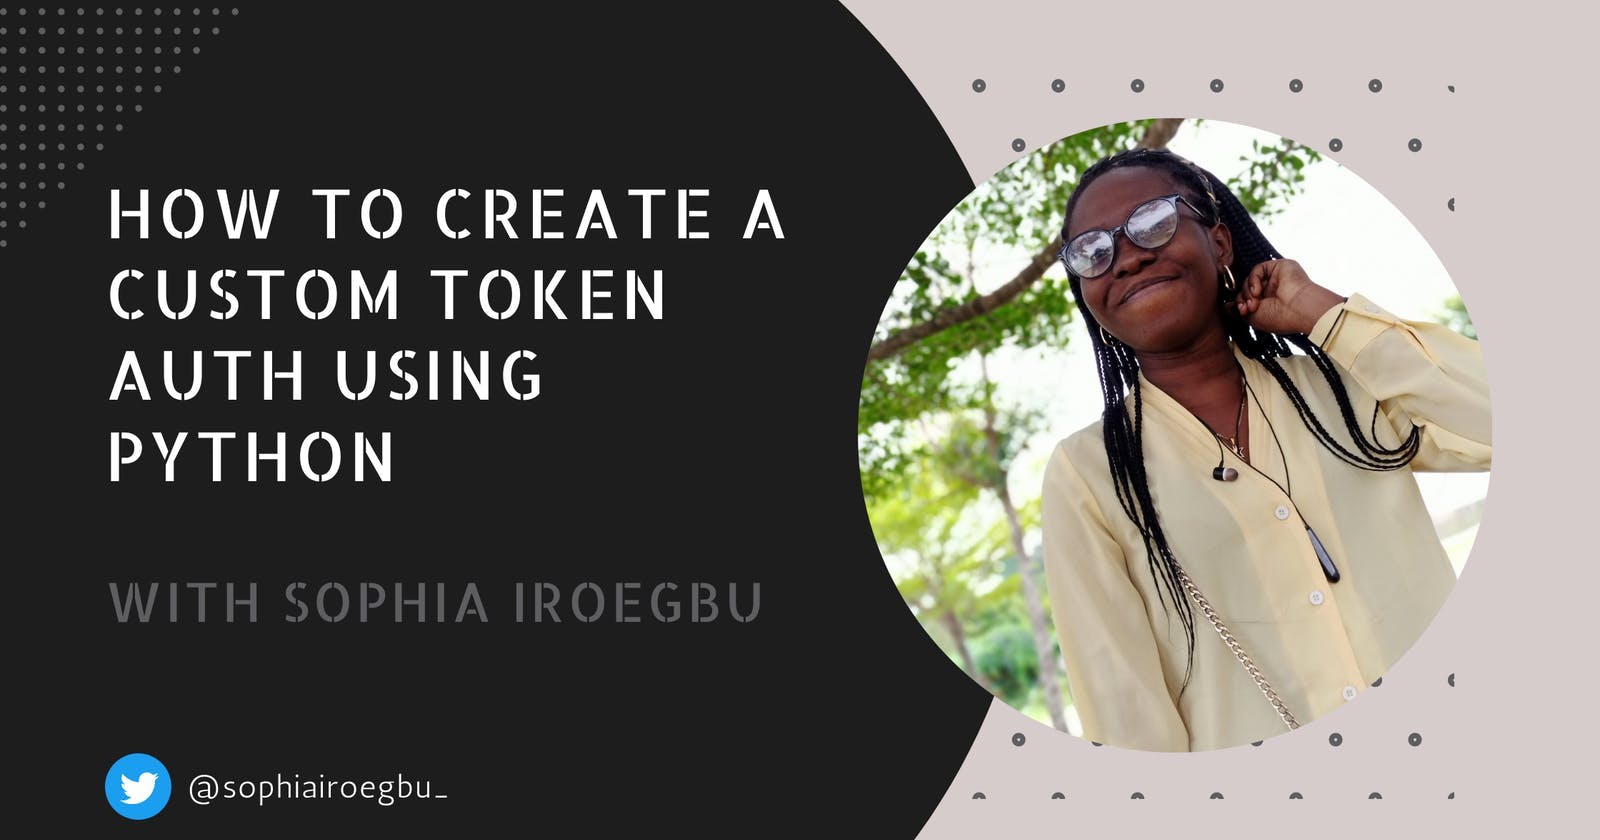 HOW TO CREATE A
CUSTOM TOKEN
AUTH USING
PYTHON
WITH SOPHIA IROEGBU
@sophiairoegbu_